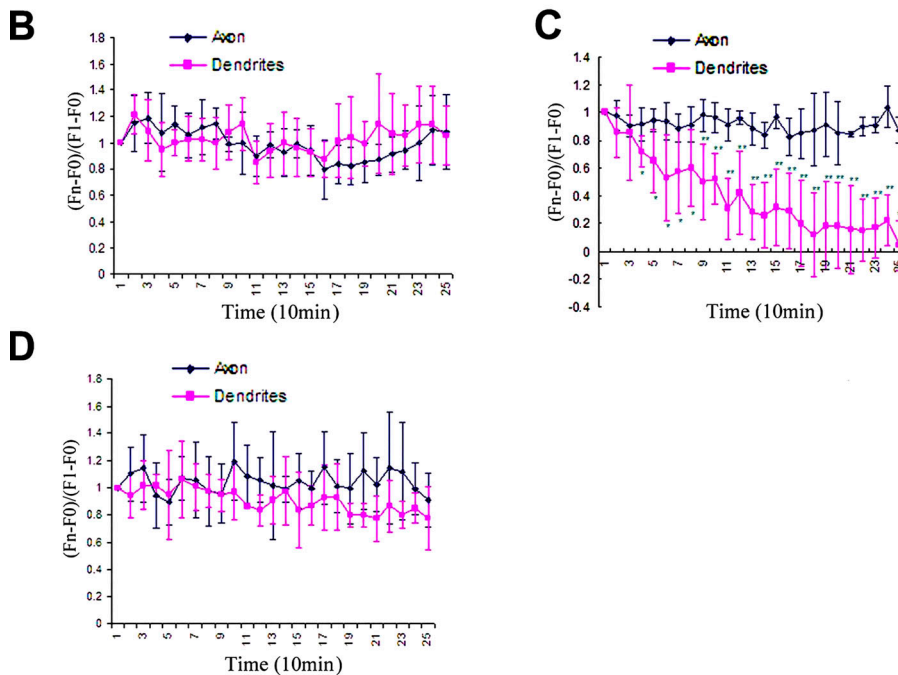 B
Axon
Dendrites
(Fn-F0)/(F1-F0)
1.8
1.6
1.4
1.2
1
0.8
0.6
0.4
0.2
0
1 3 5 7 9 11 13 15 17 19 21 23 25
Time (10min)
C
Axon
Dendrites
(Fn-F0)/(F1-F0)
1.4
1.2
1
0.8
0.6
0.4
0.2
0
-0.2
-0.4
1 3 5 7 9 11 13 15 17 19 21 23
Time (10min)
D
Axon
Dendrites
(Fn-F0)/(F1-F0)
1.8
1.6
1.4
1.2
1
0.8
0.6
0.4
0.2
0
1 3 5 7 9 11 13 15 17 19 21 23 25
Time (10min)